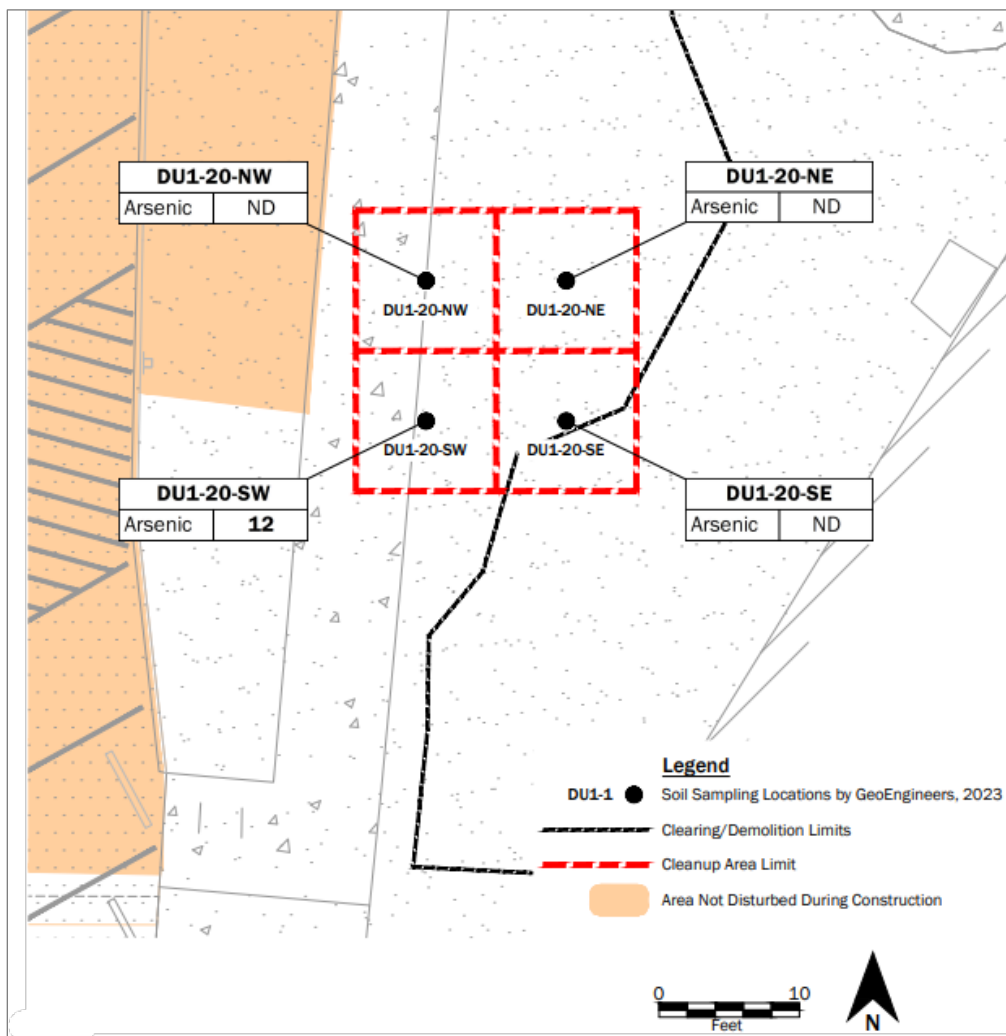 DU1-20-NW
Arsenic ND
DU1-20-NE
Arsenic ND
DU1-20-NW
DU1-20-NE
DU1-20-SW
DU1-20-SE
DU1-20-SW
Arsenic 12
DU1-20-SE
Arsenic ND
Legend
DU1-1 Soil Sampling Locations by GeoEngineers, 2023
Clearing/Demolition Limits
Cleanup Area Limit
Area Not Disturbed During Construction
0 10
Feet
N